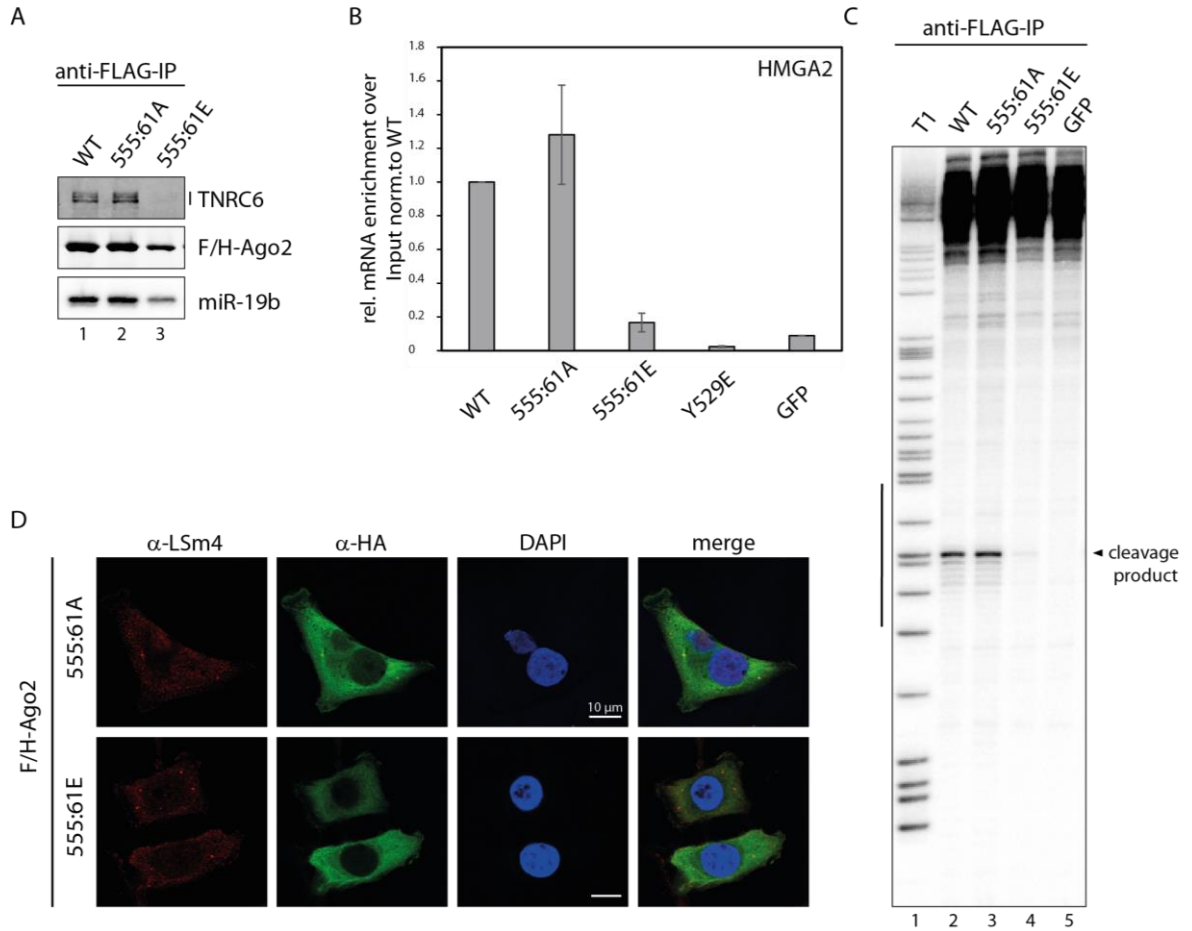 A
anti-FLAG-IP
WT
555:61A
555:61E
TNRC6
F/H-Ago2
miR-19b
1 2 3
B
rel. mRNA enrichment over
Input norm.to WT
1.8
1.6
1.4
1.2
1.0
0.8
0.6
0.4
0.2
0
HMGA2
WT
555:61A
555:61E
Y529E
GFP
C
anti-FLAG-IP
T1
WT
555:61A
555:61E
GFP
cleavage
product
1 2 3 4 5
D
α-LSm4 α-HA DAPI merge
F/H-Ago2
555:61A
10 µm
555:61E